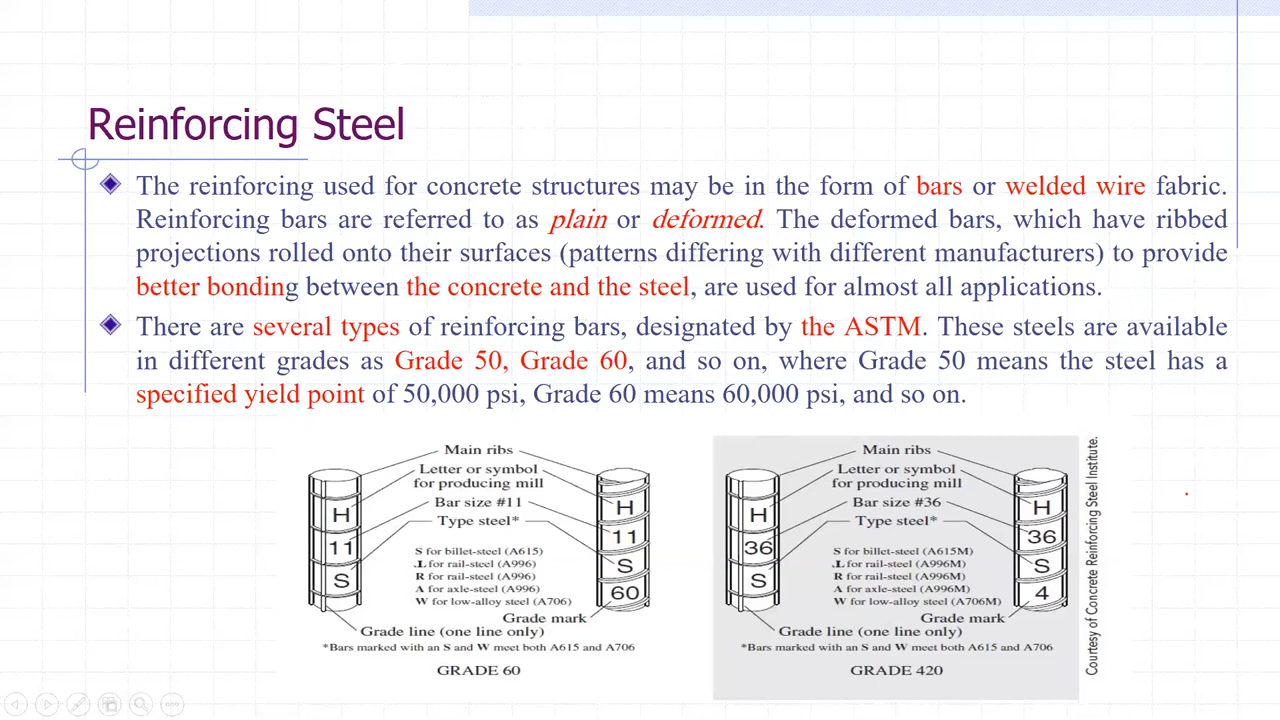 Reinforcing Steel
The reinforcing used for concrete structures may be in the form of bars or welded wire fabric.
Reinforcing bars are referred to as plain or deformed. The deformed bars, which have ribbed
projections rolled onto their surfaces (patterns differing with different manufacturers) to provide
better bonding between the concrete and the steel, are used for almost all applications.
There are several types of reinforcing bars, designated by the ASTM. These steels are available
in different grades as Grade 50, Grade 60, and so on, where Grade 50 means the steel has a
specified yield point of 50,000 psi, Grade 60 means 60,000 psi, and so on.
Main ribs
Letter or symbol
for producing mill
Bar size #11
Type steel*
S for billet-steel (A615)
L for rail-steel (A996)
R for rail-steel (A996)
A for axle-steel (A996)
W for low-alloy steel (A706)
Grade mark
Grade line (one line only)
*Bars marked with an S and W meet both A615 and A706
GRADE 60
H
11
S
H
11
S
60
Main ribs
Letter or symbol
for producing mill
Bar size #36
Type steel*
S for billet-steel (A615M)
L for rail-steel (A996M)
R for rail-steel (A996M)
A for axle-steel (A996M)
W for low-alloy steel (A706M)
Grade mark
Grade line (one line only)
*Bars marked with an S and W meet both A615 and A706
GRADE 420
H
36
S
H
36
S
4
Courtesy of Concrete Reinforcing Steel Institute.